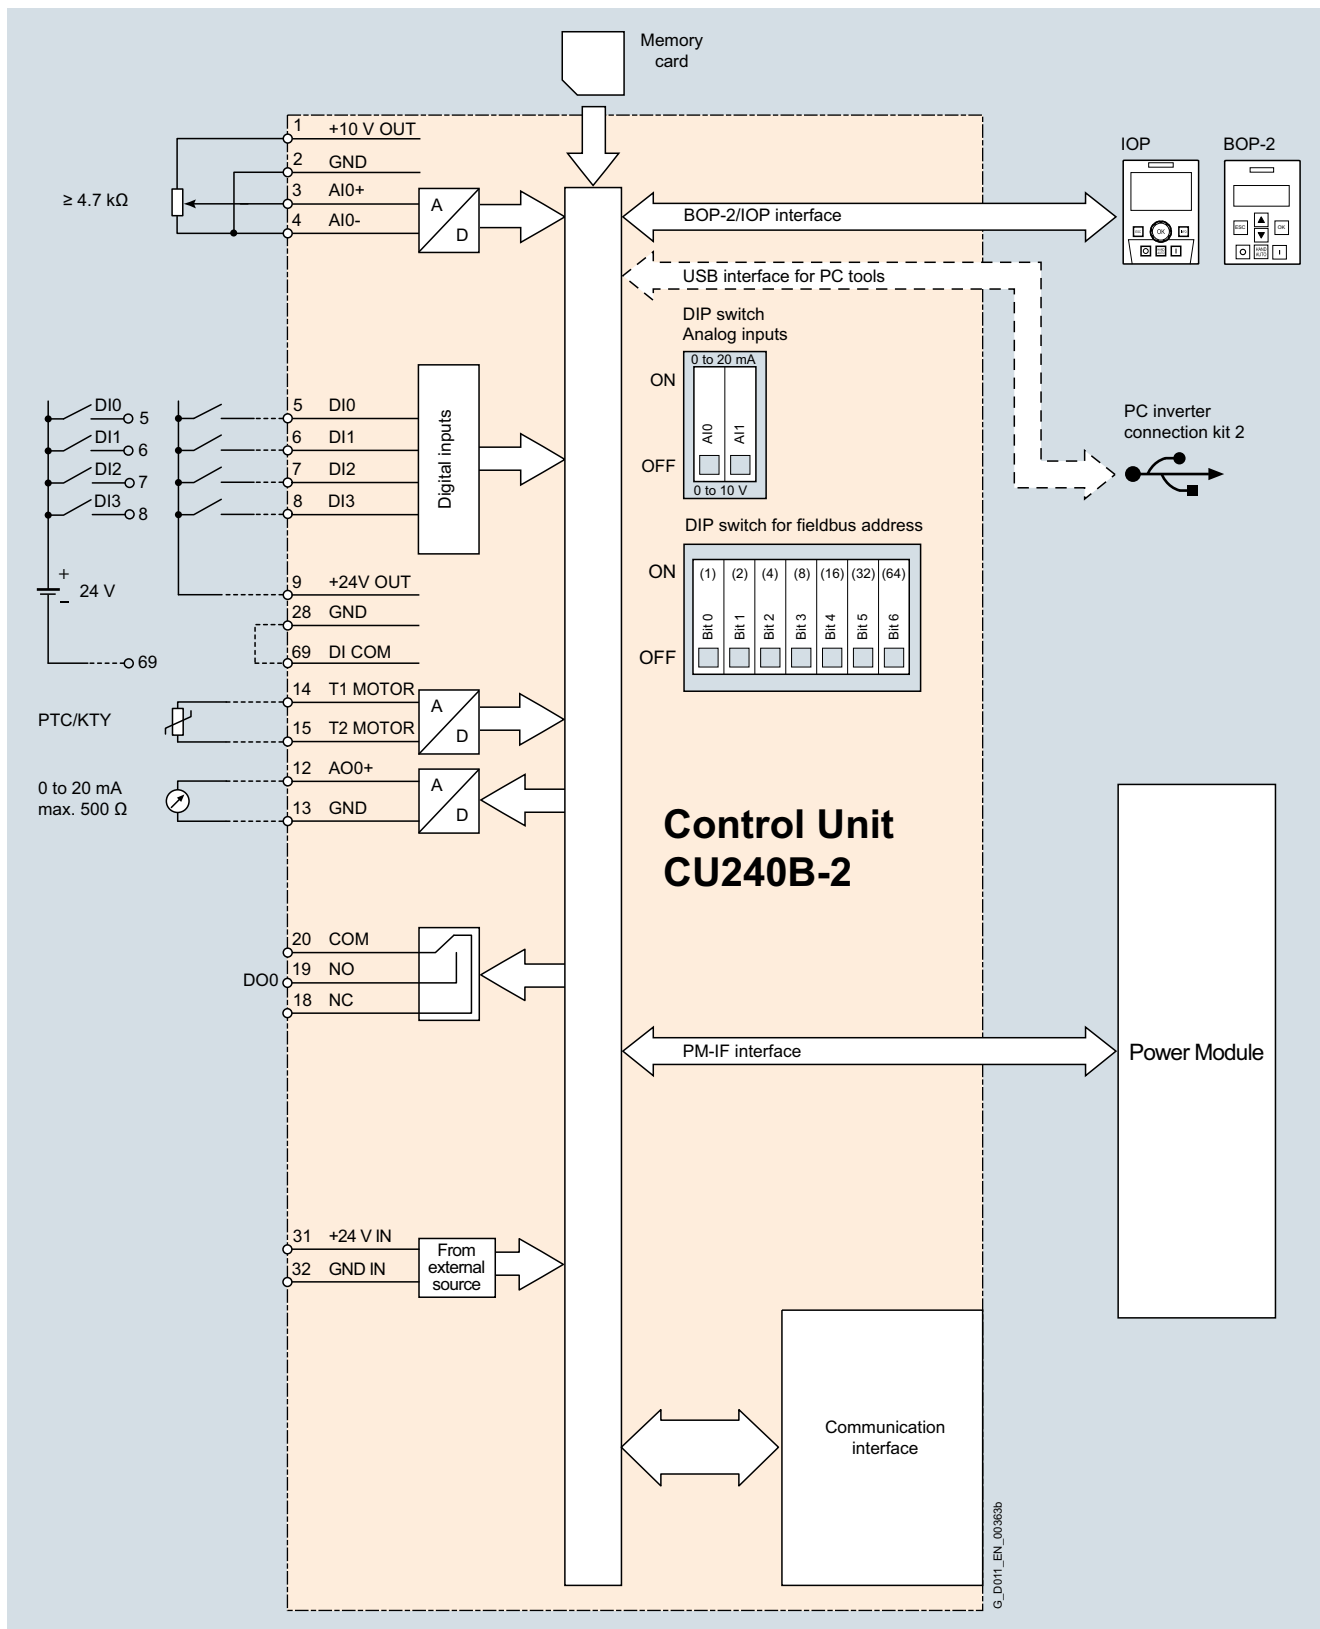 Memory
card
1 +10 V OUT
2 GND
3 AI0+
4 AI0-
≥ 4.7 kΩ
A
D
BOP-2/IOP interface
IOP
BOP-2
ESC
OK
OK
I
USB interface for PC tools
DIP switch
Analog inputs
0 to 20 mA
ON
AI0
AI1
OFF
0 to 10 V
PC inverter
connection kit 2
DI0
5
DI1
6
DI2
7
DI3
8
5 DI0
6 DI1
7 DI2
8 DI3
Digital inputs
DIP switch for fieldbus address
ON
(1) (2) (4) (8) (16) (32) (64)
Bit 0
Bit 1
Bit 2
Bit 3
Bit 4
Bit 5
Bit 6
OFF
+
24 V
–
69
9 +24V OUT
28 GND
69 DI COM
14 T1 MOTOR
15 T2 MOTOR
PTC/KTY
A
D
12 AO0+
13 GND
0 to 20 mA
max. 500 Ω
A
D
Control Unit
CU240B-2
20 COM
19 NO
18 NC
DO0
PM-IF interface
Power Module
31 +24 V IN
32 GND IN
From
external
source
Communication
interface
G_D011_EN_00363b